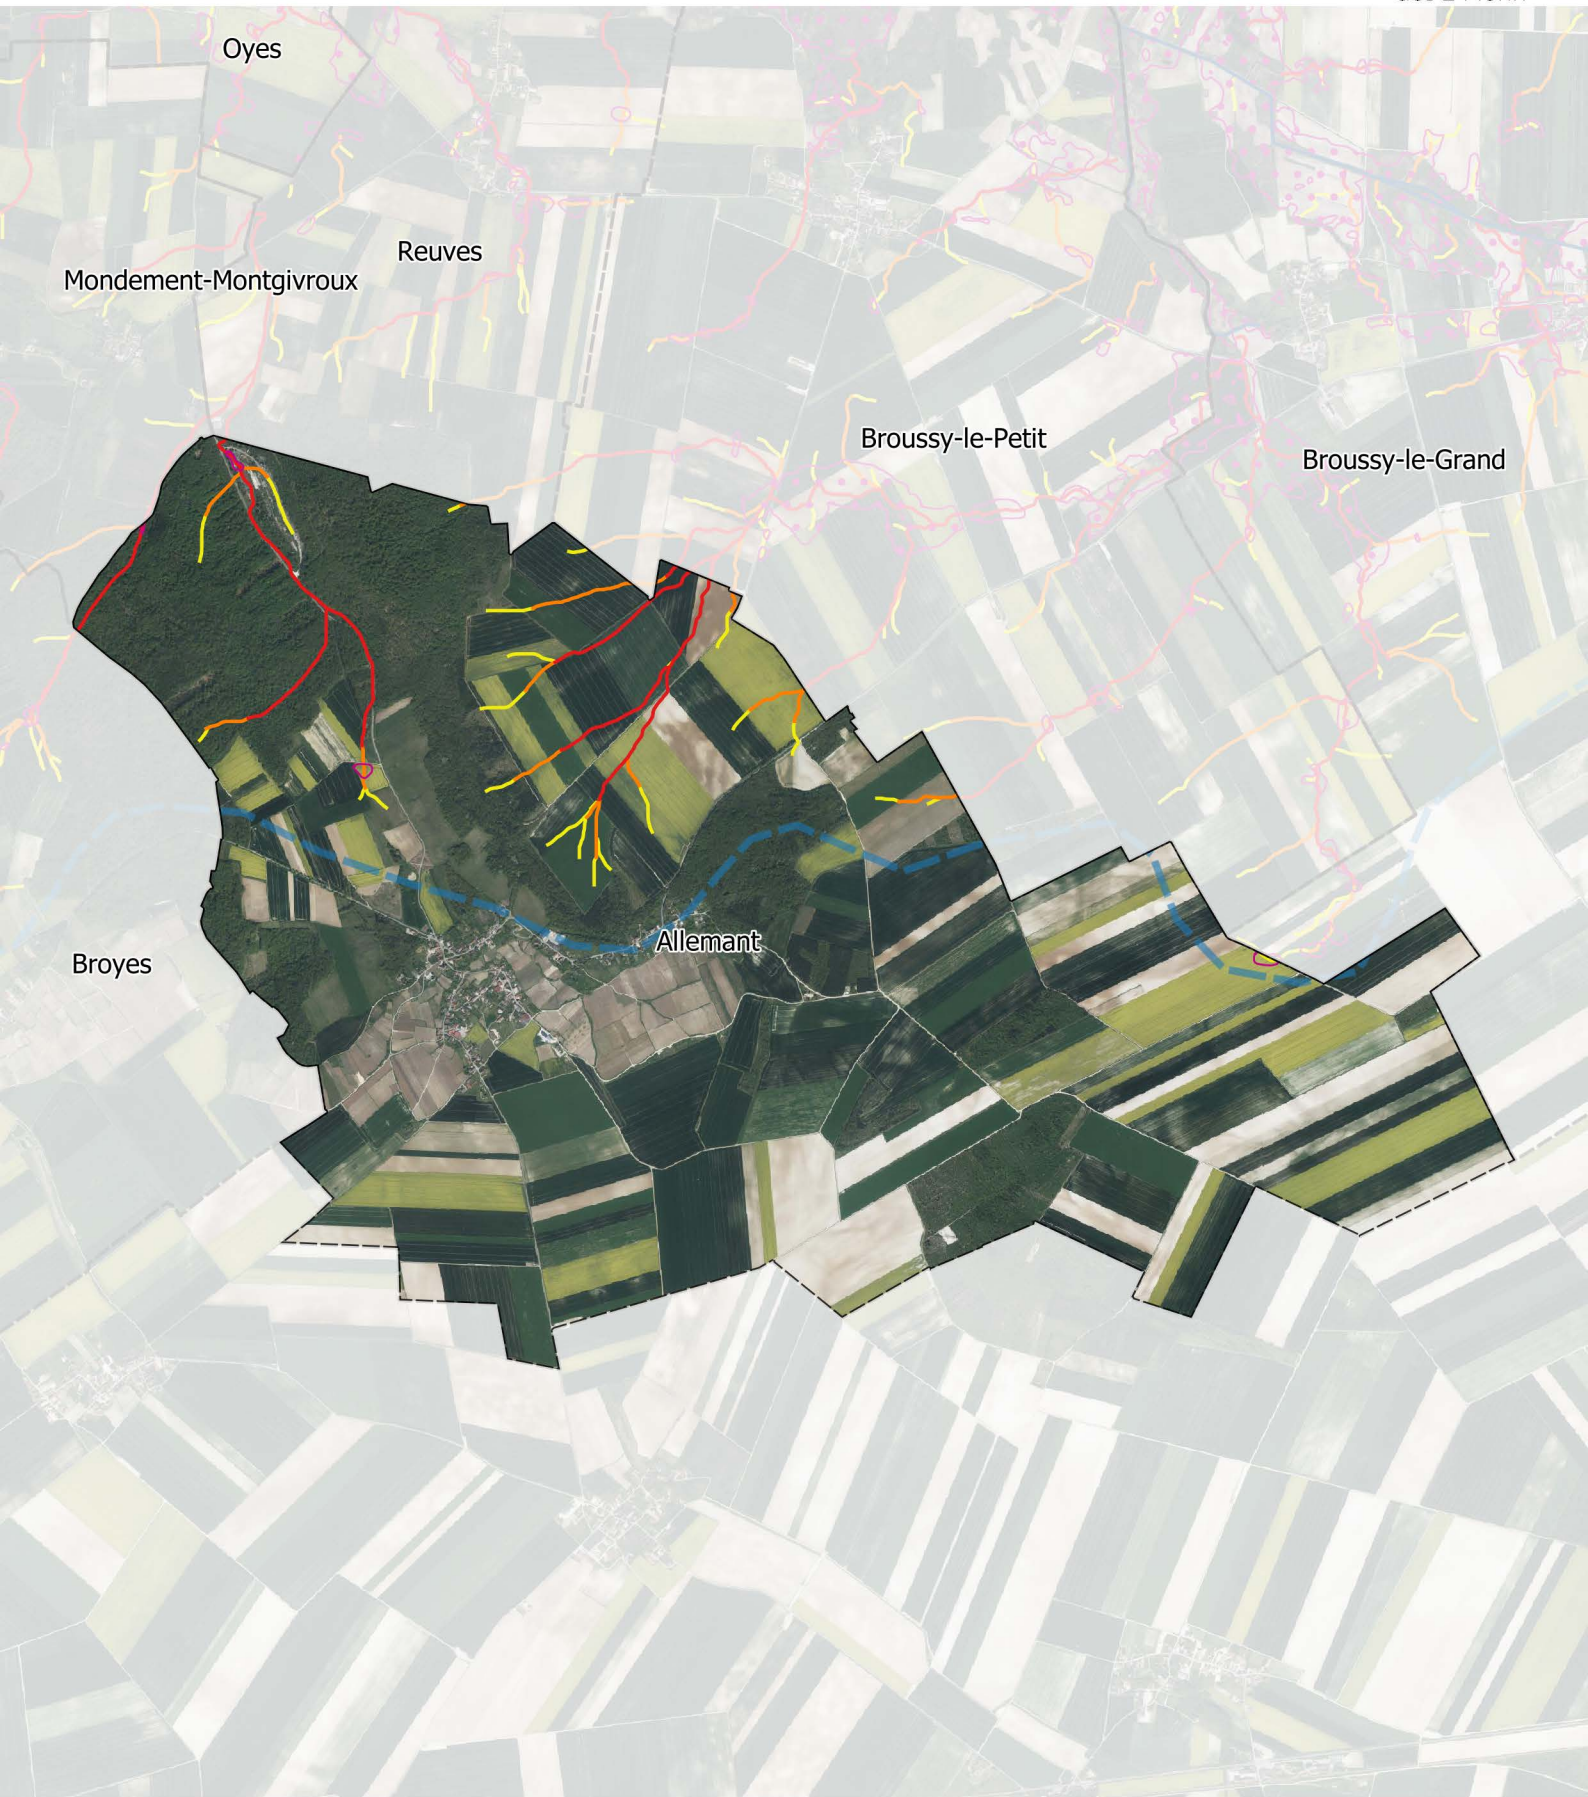 Oyes
Reuves
Mondement-Montgivroux
Broussy-le-Petit
Broussy-le-Grand
Allemant
Broyes